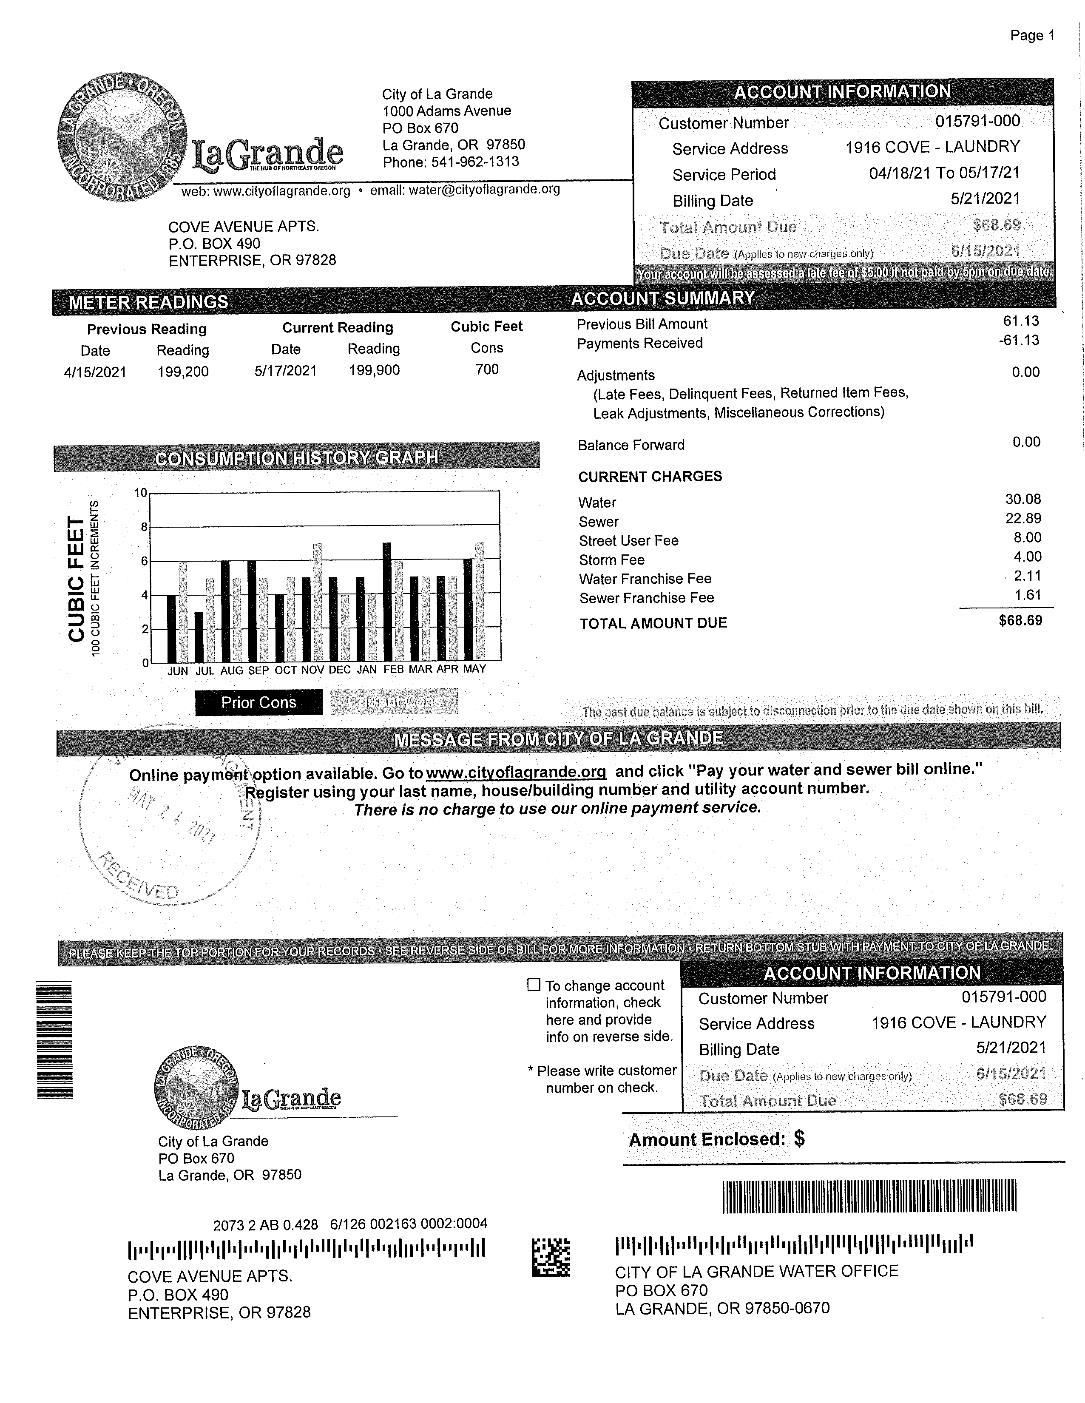 Page 1
LA GRANDE, OREGON
INCORPORATED 1865
LaGrande
THE HUB OF NORTHEAST OREGON
City of La Grande
1000 Adams Avenue
PO Box 670
La Grande, OR 97850
Phone: 541-962-1313
web: www.cityoflagrande.org • email: water@cityoflagrande.org
COVE AVENUE APTS.
P.O. BOX 490
ENTERPRISE, OR 97828
ACCOUNT INFORMATION
Customer Number 015791-000
Service Address 1916 COVE - LAUNDRY
Service Period 04/18/21 To 05/17/21
Billing Date 5/21/2021
Total Amount Due $68.69
Due Date (Applies to new charges only) 6/15/2021
Your account will be assessed a late fee of $5.00 if not paid by 5pm on due date.
METER READINGS
Previous Reading Current Reading Cubic Feet
Date Reading Date Reading Cons
4/15/2021 199,200 5/17/2021 199,900 700
ACCOUNT SUMMARY
Previous Bill Amount 61.13
Payments Received -61.13
Adjustments 0.00
(Late Fees, Delinquent Fees, Returned Item Fees,
Leak Adjustments, Miscellaneous Corrections)
Balance Forward 0.00
CURRENT CHARGES
Water 30.08
Sewer 22.89
Street User Fee 8.00
Storm Fee 4.00
Water Franchise Fee 2.11
Sewer Franchise Fee 1.61
TOTAL AMOUNT DUE $68.69
The past due balance is subject to disconnection prior to the due date shown on this bill.
CONSUMPTION HISTORY GRAPH
CUBIC FEET
100 CUBIC FEET INCREMENTS
10
8
6
4
2
0
JUN JUL AUG SEP OCT NOV DEC JAN FEB MAR APR MAY
Prior Cons
MESSAGE FROM CITY OF LA GRANDE
Online payment option available. Go to www.cityoflagrande.org and click "Pay your water and sewer bill online."
Register using your last name, house/building number and utility account number.
There is no charge to use our online payment service.
MAY 24 2021
RECEIVED
PLEASE KEEP THE TOP PORTION FOR YOUR RECORDS • SEE REVERSE SIDE OF BILL FOR MORE INFORMATION • RETURN BOTTOM STUB WITH PAYMENT TO CITY OF LA GRANDE
To change account
information, check
here and provide
info on reverse side.
* Please write customer
number on check.
ACCOUNT INFORMATION
Customer Number 015791-000
Service Address 1916 COVE - LAUNDRY
Billing Date 5/21/2021
Due Date (Applies to new charges only) 6/15/2021
Total Amount Due $68.69
Amount Enclosed: $
LaGrande
City of La Grande
PO Box 670
La Grande, OR 97850
2073 2 AB 0.428 6/126 002163 0002:0004
COVE AVENUE APTS.
P.O. BOX 490
ENTERPRISE, OR 97828
CITY OF LA GRANDE WATER OFFICE
PO BOX 670
LA GRANDE, OR 97850-0670